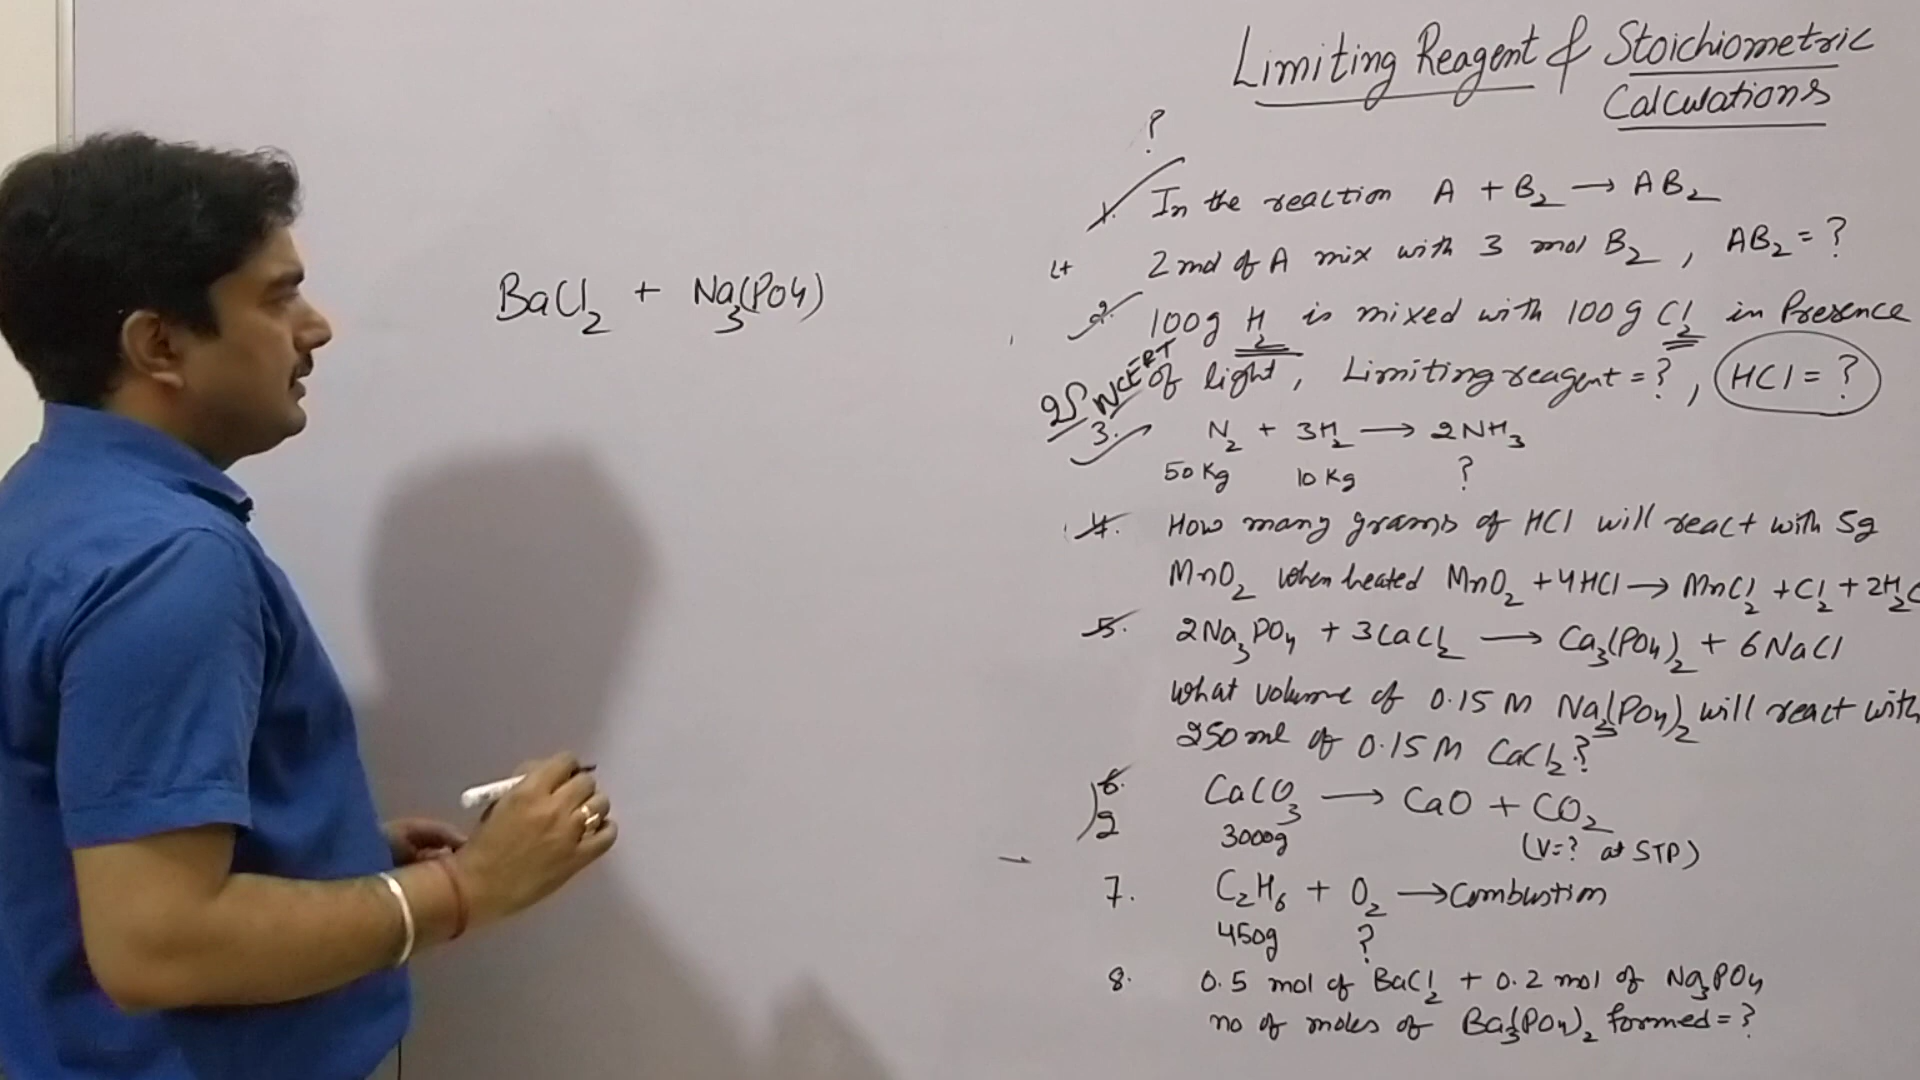 Limiting Reagent & Stoichiometric
Calculations
?
1. In the reaction A + B₂ → AB₂
2 mol of A mix with 3 mol B₂, AB₂ = ?
2. 100g H₂ is mixed with 100g Cl₂ in Presence
of light, Limiting reagent = ?, HCl = ?
NCERT
3. N₂ + 3H₂ → 2NH₃
50 Kg 10 Kg ?
4. How many grams of HCl will react with 5g
MnO₂ when heated MnO₂ + 4HCl → MnCl₂ + Cl₂ + 2H₂O
5. 2Na₃PO₄ + 3CaCl₂ → Ca₃(PO₄)₂ + 6NaCl
What volume of 0.15 M Na₃(PO₄)₂ will react with
250 ml of 0.15 M CaCl₂?
6. CaCO₃ → CaO + CO₂
3000g (V=? at STP)
7. C₂H₆ + O₂ → Combustion
450g ?
8. 0.5 mol of BaCl₂ + 0.2 mol of Na₃PO₄
no of moles of Ba₃(PO₄)₂ formed = ?
BaCl₂ + Na₃(PO₄)